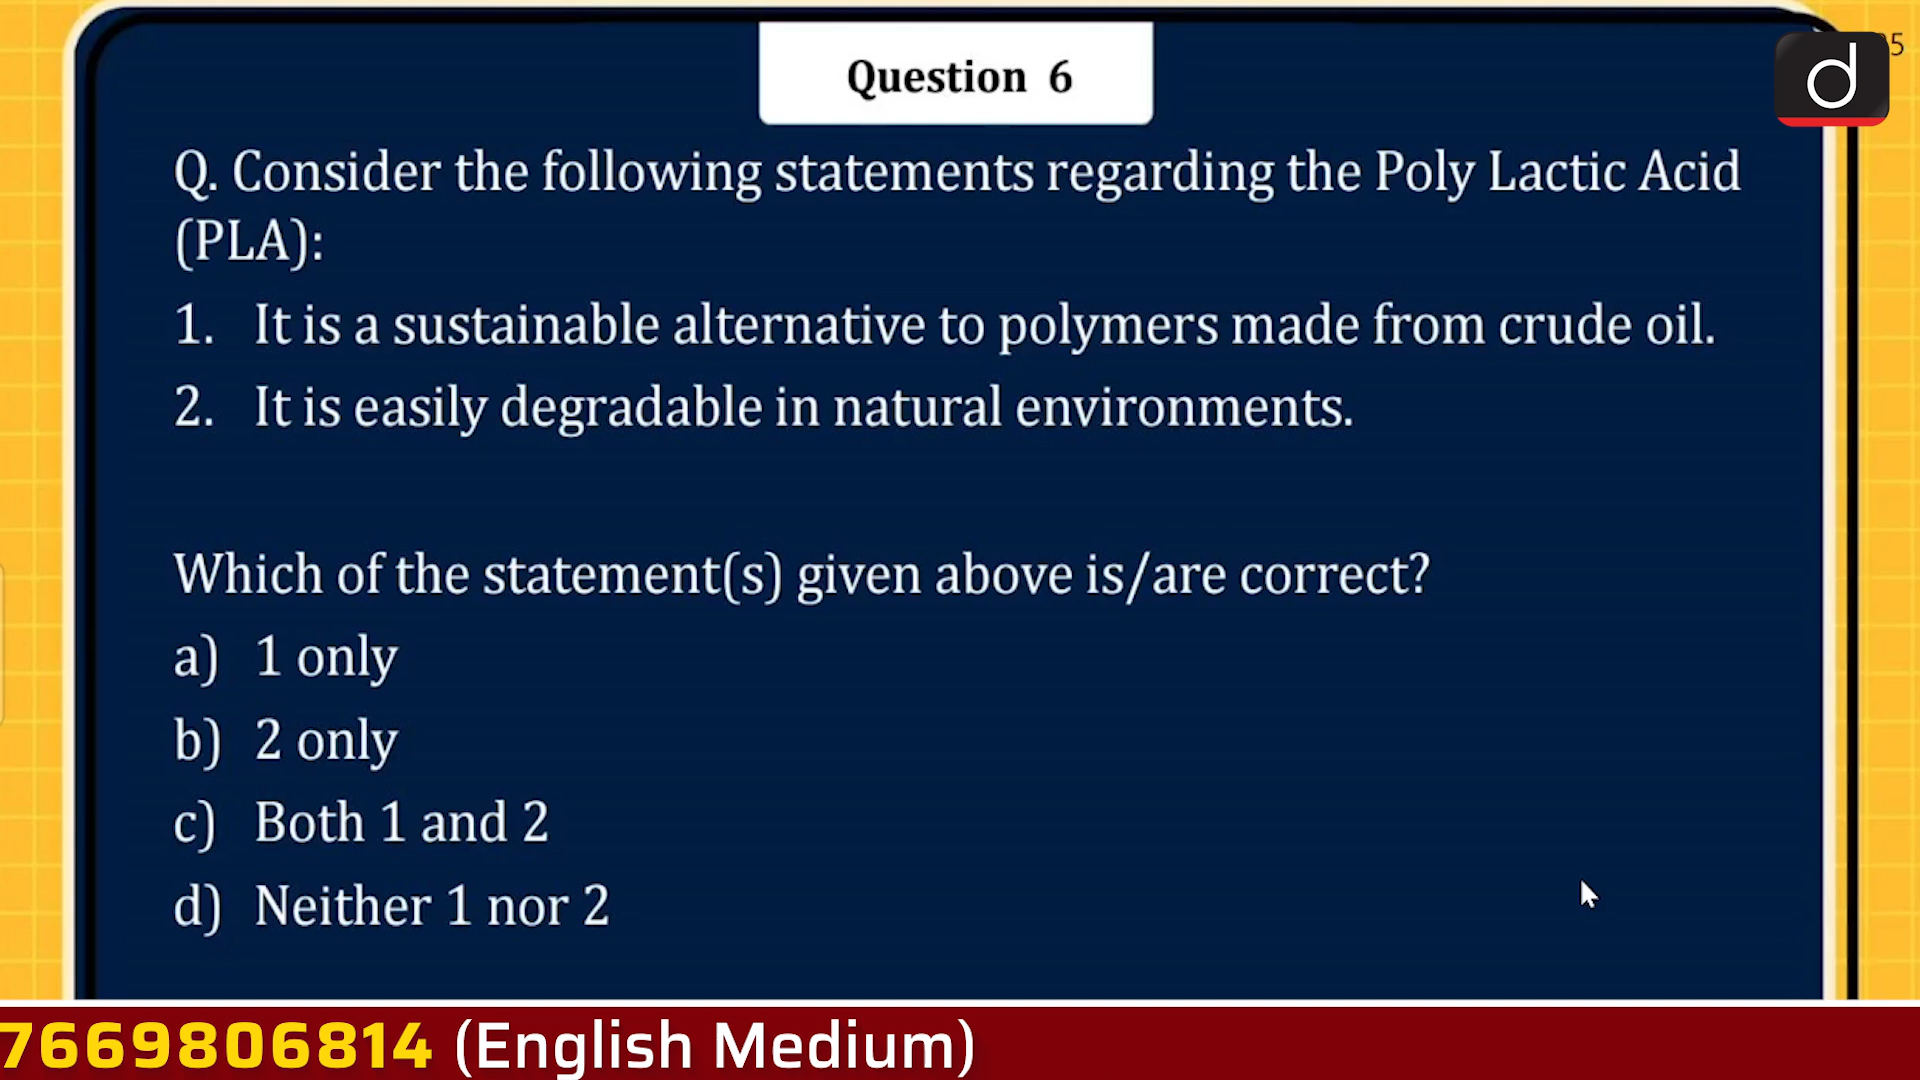 Question 6
Q. Consider the following statements regarding the Poly Lactic Acid
(PLA):
1. It is a sustainable alternative to polymers made from crude oil.
2. It is easily degradable in natural environments.
Which of the statement(s) given above is/are correct?
a) 1 only
b) 2 only
c) Both 1 and 2
d) Neither 1 nor 2
7669806814 (English Medium)